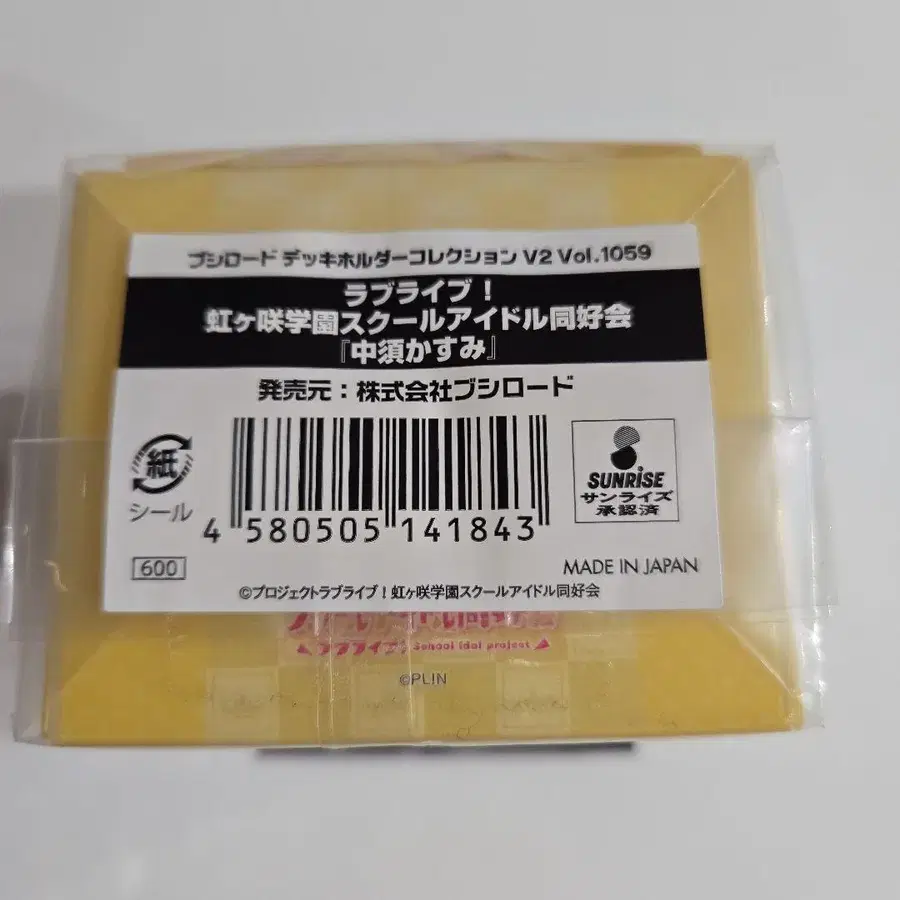 ブシロード デッキホルダーコレクション V2 Vol.1059
ラブライブ!
虹ヶ咲学園スクールアイドル同好会
『中須かすみ』
発売元:株式会社ブシロード
紙
シール
4 580505 141843
SUNRISE
サンライズ
承認済
600
MADE IN JAPAN
©プロジェクトラブライブ!虹ヶ咲学園スクールアイドル同好会
ラブライブ! School idol project
©PL!N